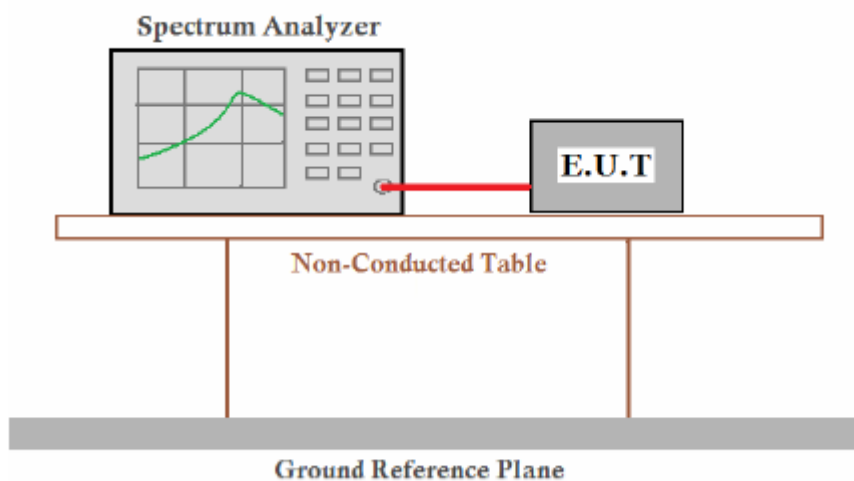 Spectrum Analyzer
E.U.T
Non-Conducted Table
Ground Reference Plane